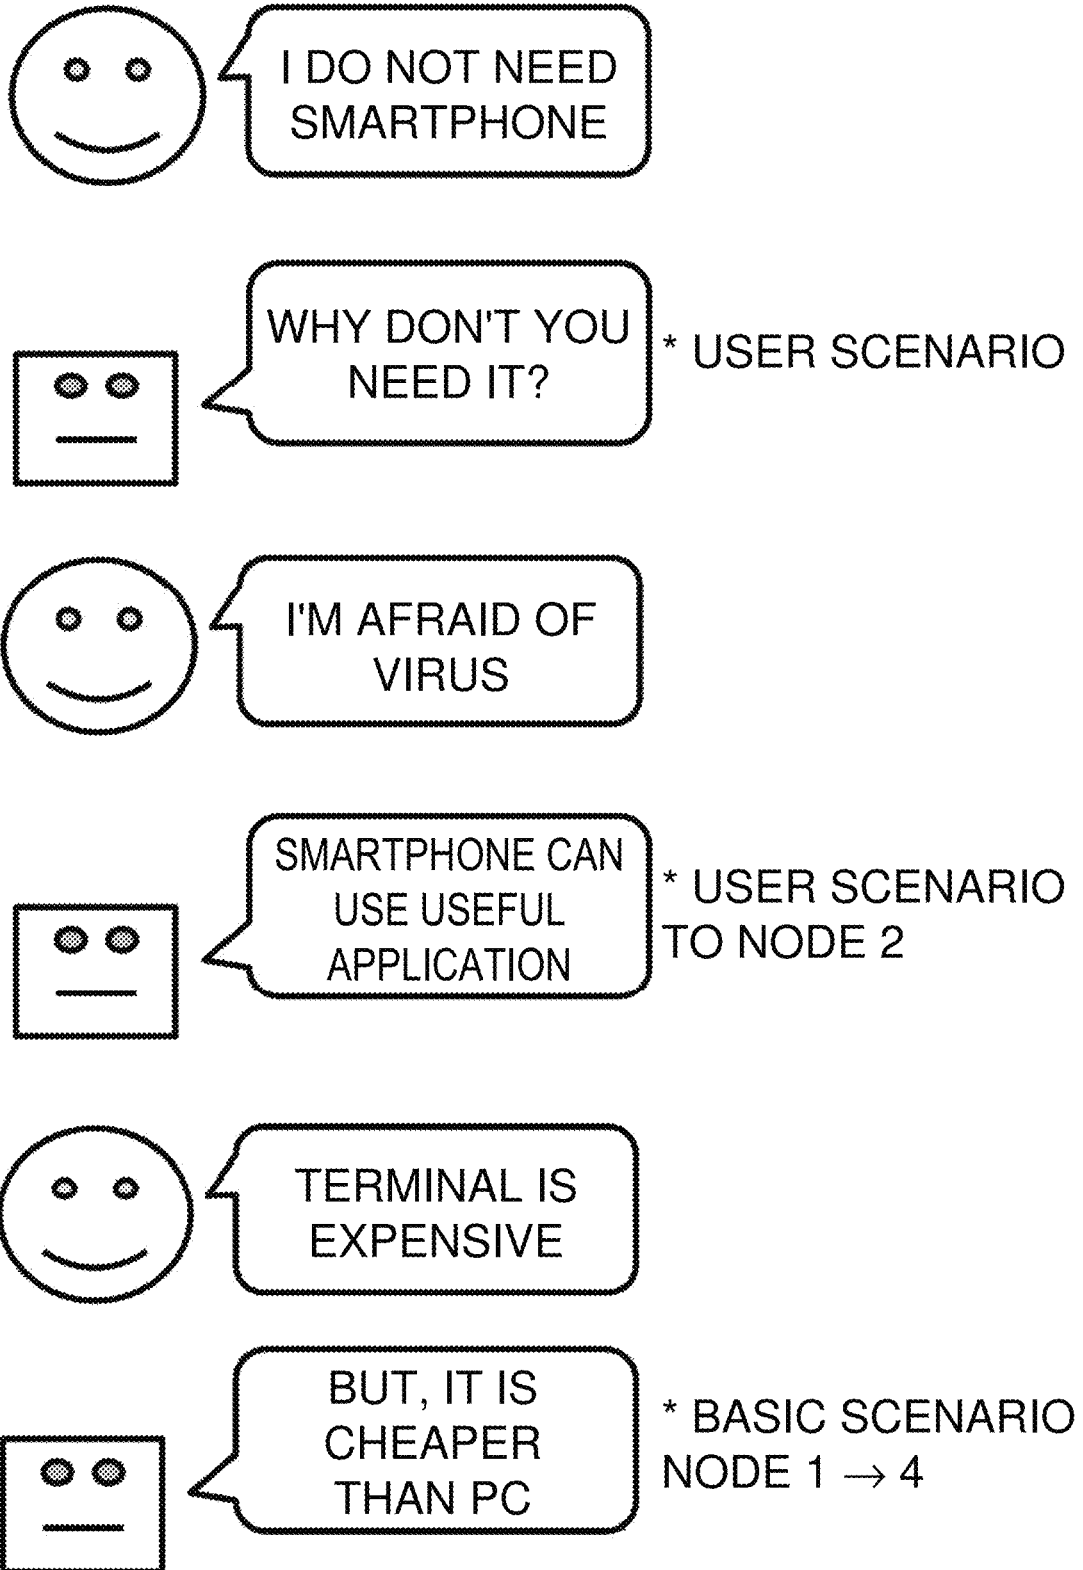 I DO NOT NEED
SMARTPHONE
WHY DON'T YOU
NEED IT?
* USER SCENARIO
I'M AFRAID OF
VIRUS
SMARTPHONE CAN
USE USEFUL
APPLICATION
* USER SCENARIO
TO NODE 2
TERMINAL IS
EXPENSIVE
BUT, IT IS
CHEAPER
THAN PC
* BASIC SCENARIO
NODE 1 → 4